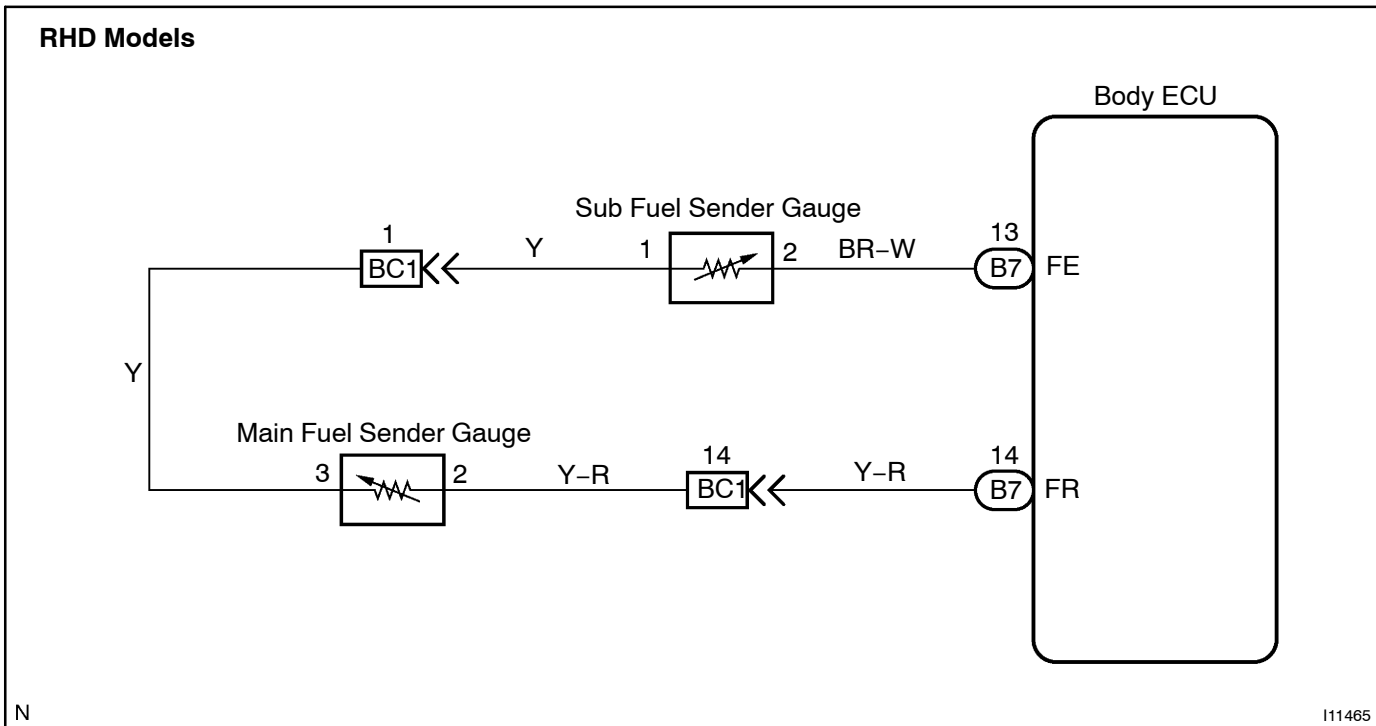 RHD Models
Body ECU
Sub Fuel Sender Gauge
1
Y
1
2
BR−W
13
BC1
B7
FE
Y
Main Fuel Sender Gauge
3
2
Y−R
14
Y−R
14
BC1
B7
FR
N
I11465